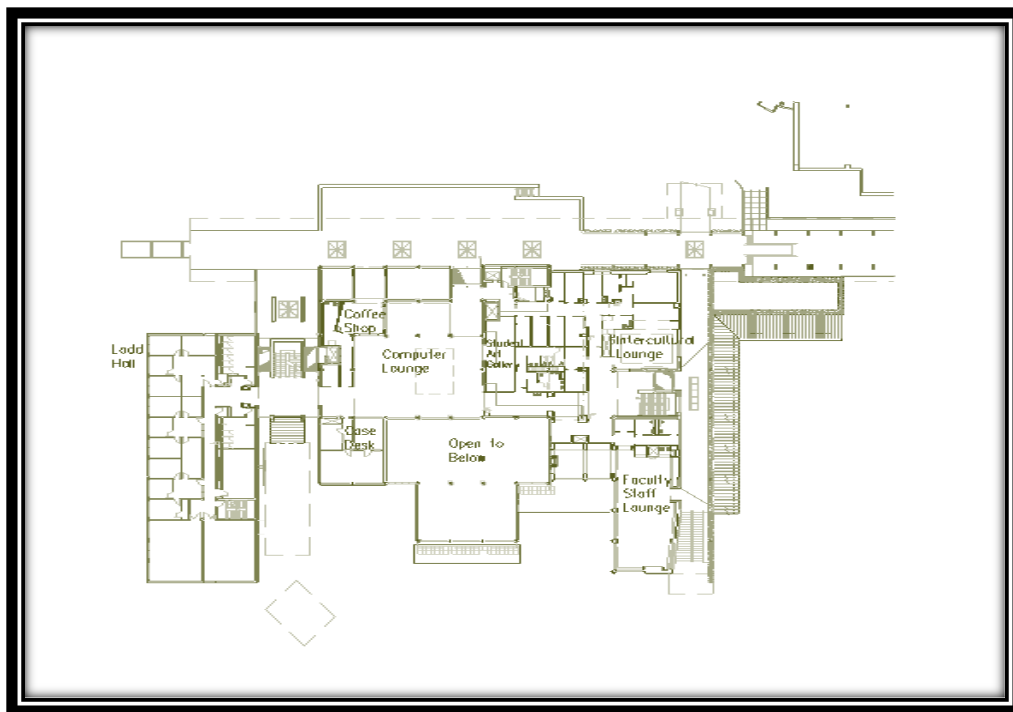 Coffee
Shop
Ladd
Hall
Computer
Lounge
Student
Art
Gallery
Intercultural
Lounge
Case
Desk
Open to
Below
Faculty
Staff
Lounge